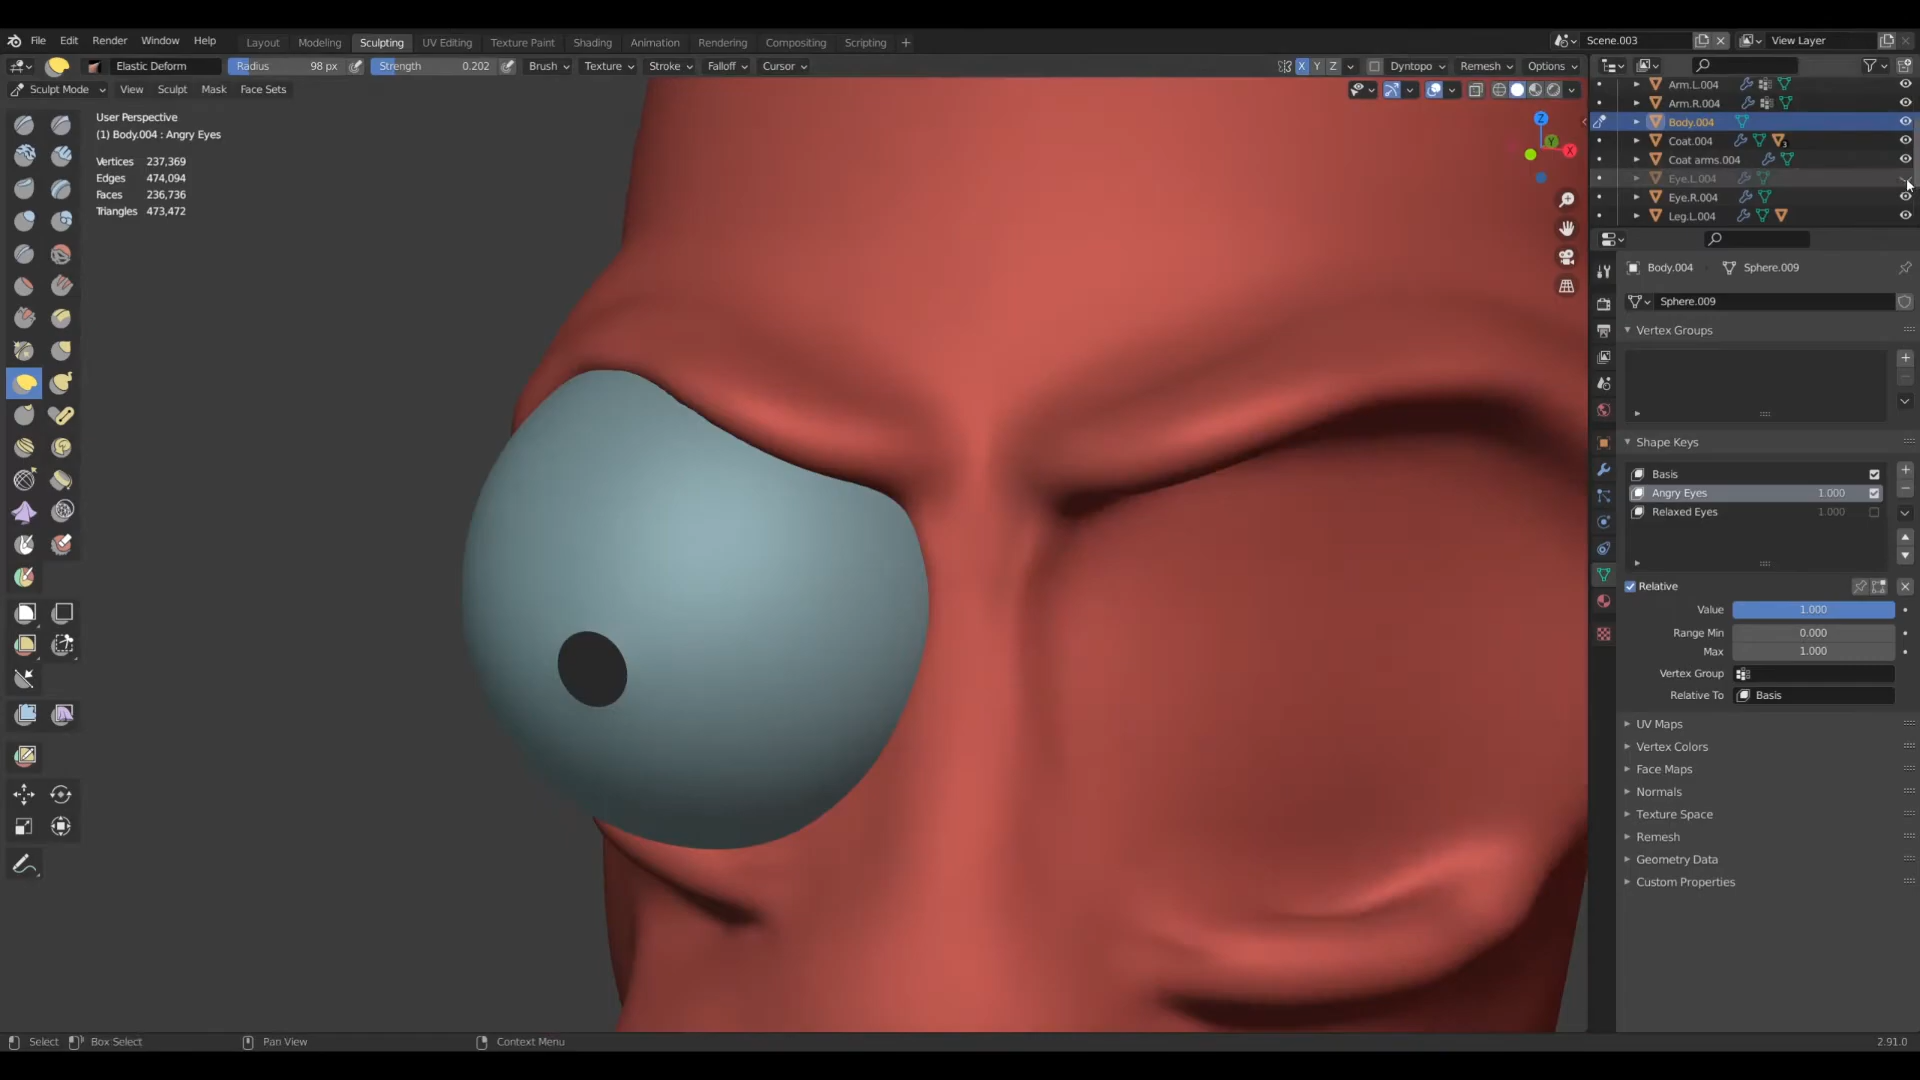 File Edit Render Window Help Layout Modeling Sculpting UV Editing Texture Paint Shading Animation Rendering Compositing Scripting + Scene.003 View Layer
Elastic Deform Radius 98 px Strength 0.202 Brush Texture Stroke Falloff Cursor X Y Z Dyntopo Remesh Options
Sculpt Mode View Sculpt Mask Face Sets
Arm.L.004
Arm.R.004
Body.004
Coat.004 3
Coat arms.004
Eye.L.004
Eye.R.004
Leg.L.004
User Perspective
(1) Body.004 : Angry Eyes
Vertices 237,369
Edges 474,094
Faces 236,736
Triangles 473,472
Z
Y
X
Body.004 Sphere.009
Sphere.009
Vertex Groups
Shape Keys
Basis
Angry Eyes 1.000
Relaxed Eyes 1.000
Relative
Value 1.000
Range Min 0.000
Max 1.000
Vertex Group
Relative To Basis
UV Maps
Vertex Colors
Face Maps
Normals
Texture Space
Remesh
Geometry Data
Custom Properties
Select Box Select Pan View Context Menu 2.91.0